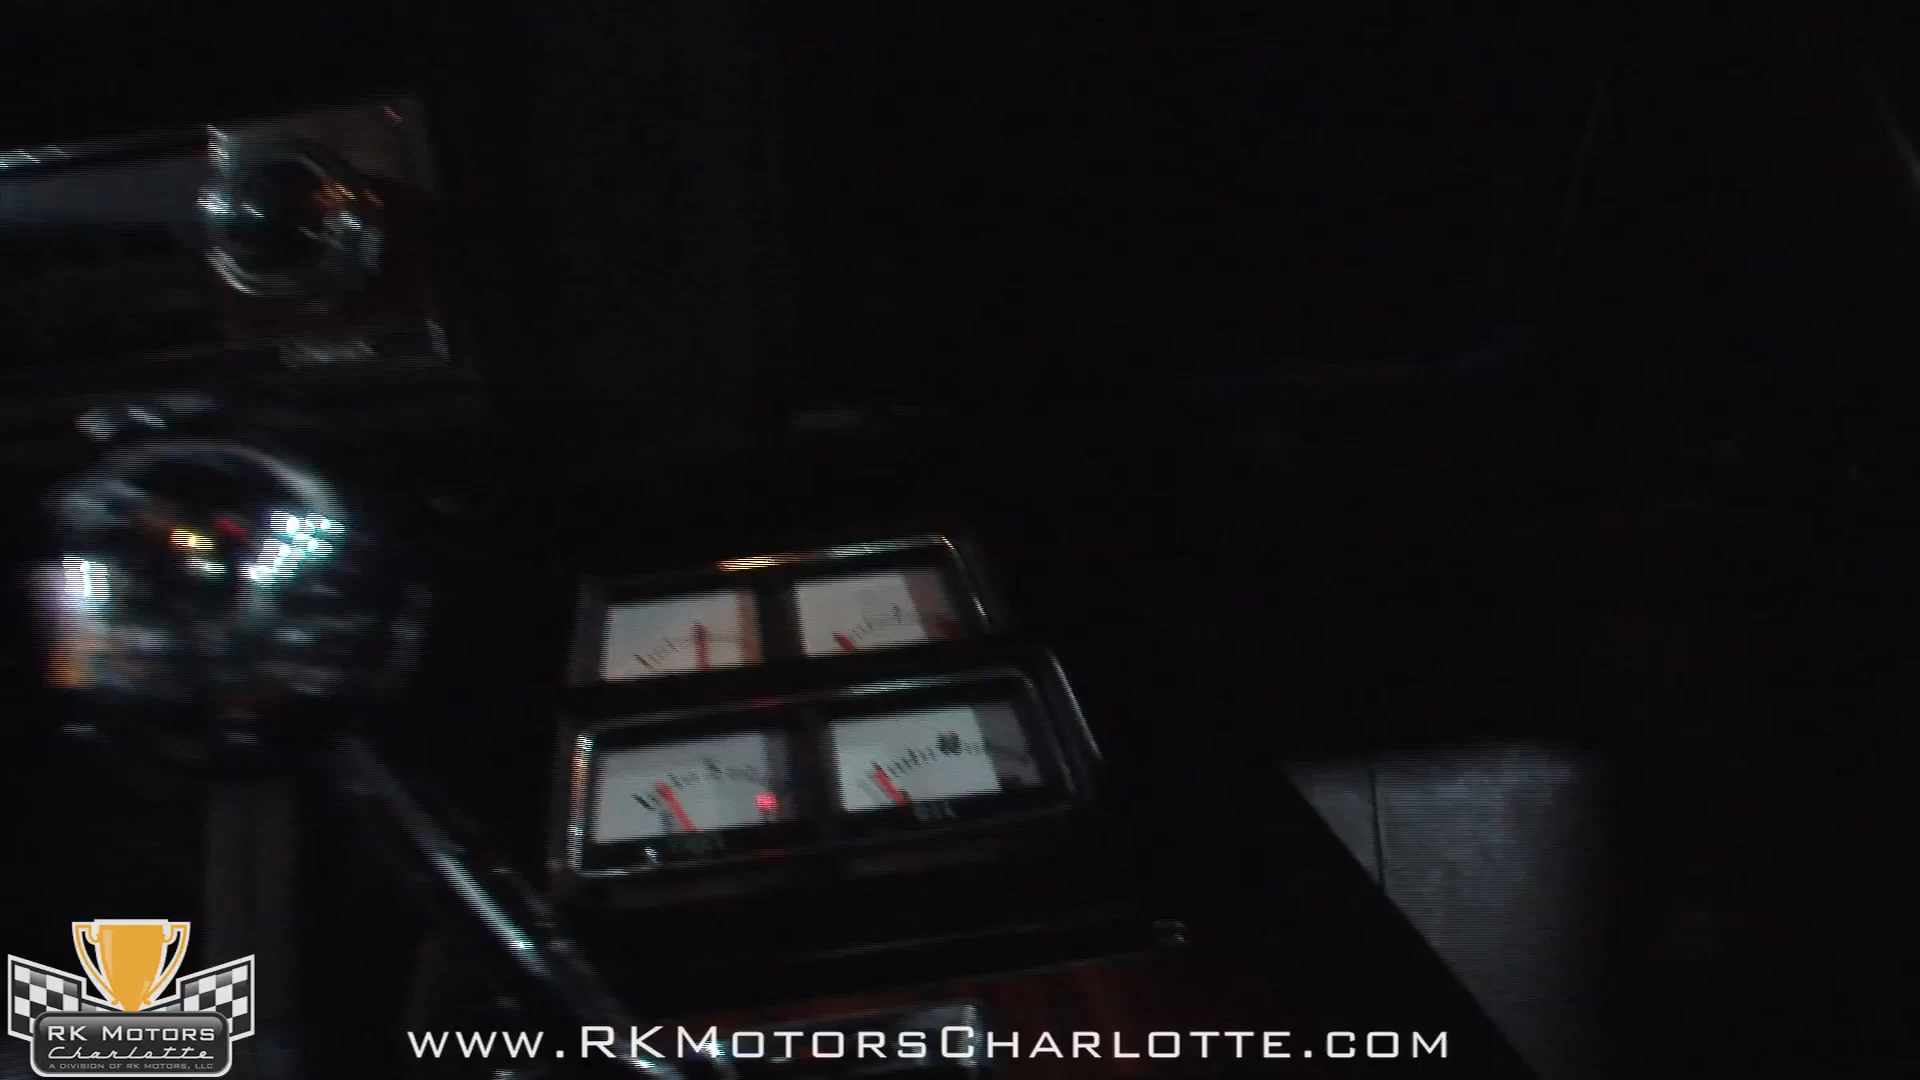 RK Motors
Charlotte
A DIVISION OF RK MOTORS, LLC
www.RKMotorsCharlotte.com